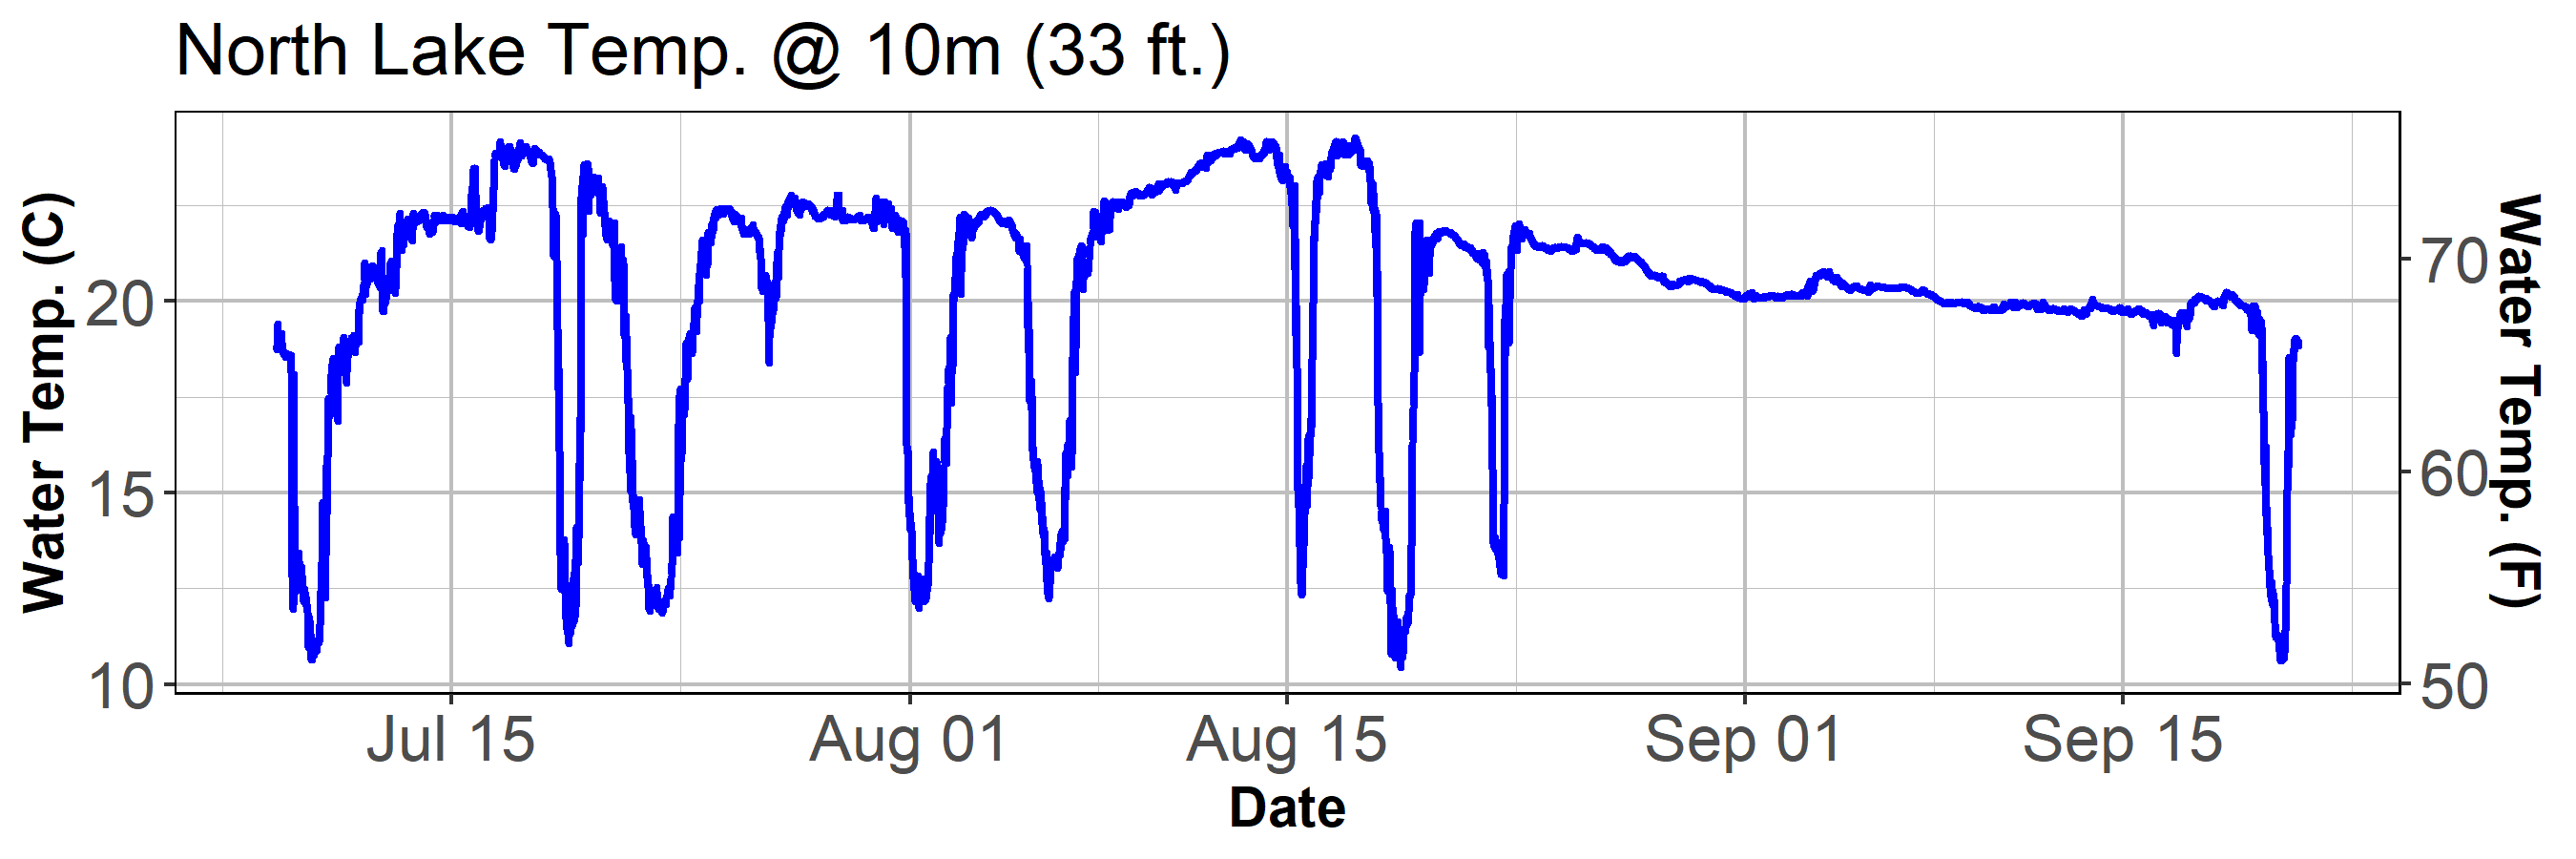 North Lake Temp. @ 10m (33 ft.)
Water Temp. (C)
20
15
10
70
60
50
Water Temp. (F)
Jul 15
Aug 01
Aug 15
Sep 01
Sep 15
Date